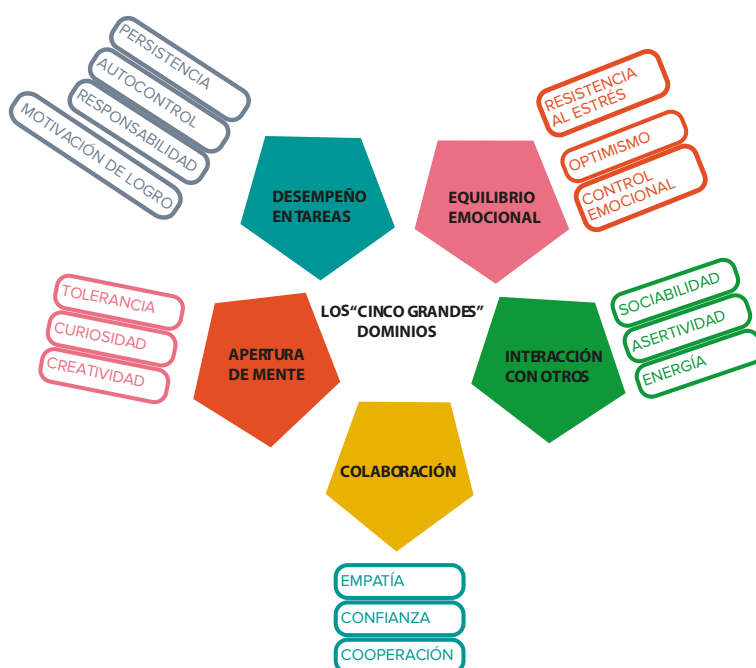 PERSISTENCIA
AUTOCONTROL
RESPONSABILIDAD
MOTIVACIÓN DE LOGRO
DESEMPEÑO
EN TAREAS
EQUILIBRIO
EMOCIONAL
RESISTENCIA
AL ESTRÉS
OPTIMISMO
CONTROL
EMOCIONAL
TOLERANCIA
CURIOSIDAD
CREATIVIDAD
APERTURA
DE MENTE
LOS “CINCO GRANDES”
DOMINIOS
INTERACCIÓN
CON OTROS
SOCIABILIDAD
ASERTIVIDAD
ENERGÍA
COLABORACIÓN
EMPATÍA
CONFIANZA
COOPERACIÓN